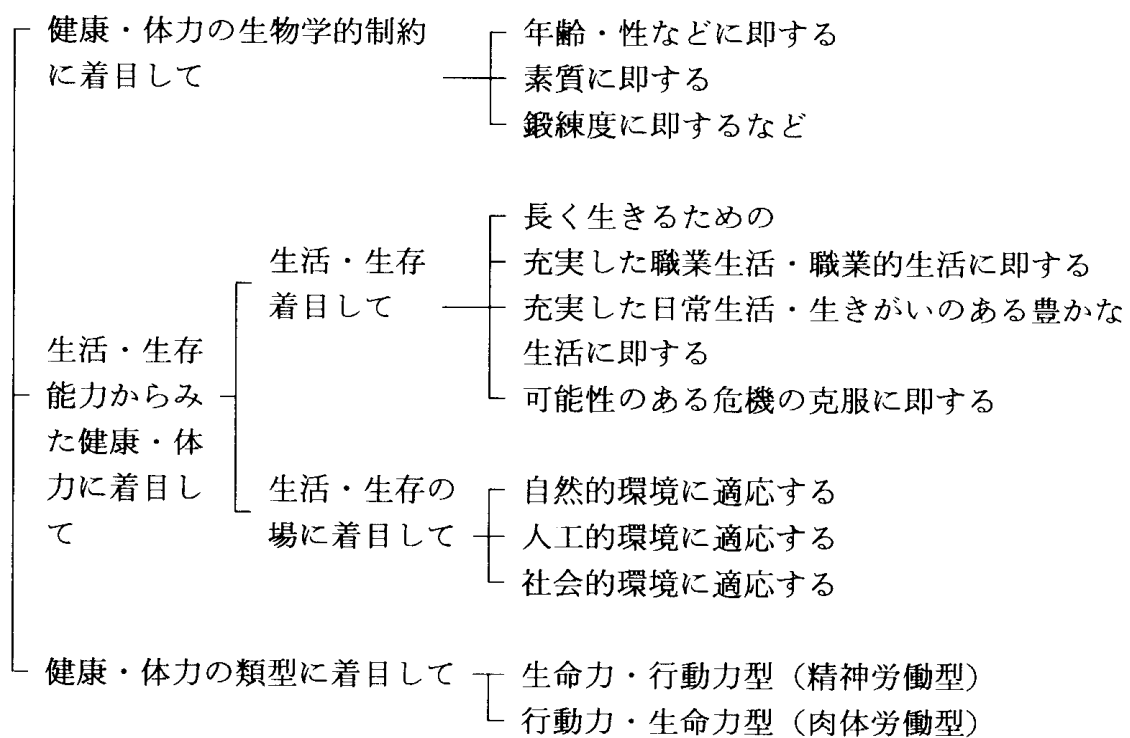 健康・体力の生物学的制約
に着目して
年齢・性などに即する
素質に即する
鍛練度に即するなど
生活・生存
能力からみ
た健康・体
力に着目し
て
生活・生存
着目して
長く生きるための
充実した職業生活・職業的生活に即する
充実した日常生活・生きがいのある豊かな
生活に即する
可能性のある危機の克服に即する
生活・生存の
場に着目して
自然的環境に適応する
人工的環境に適応する
社会的環境に適応する
健康・体力の類型に着目して
生命力・行動力型（精神労働型）
行動力・生命力型（肉体労働型）